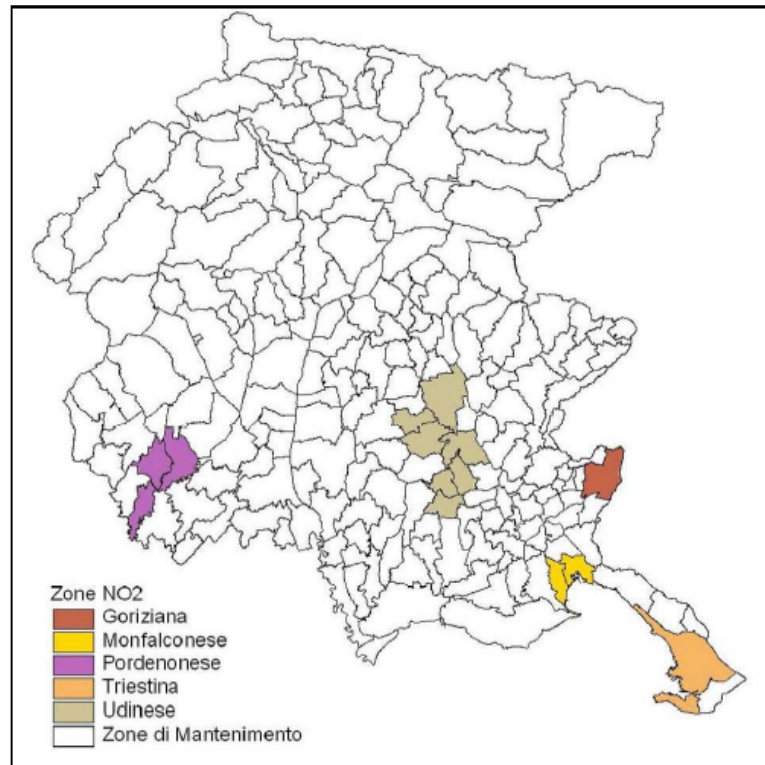 Zone NO2
Goriziana
Monfalconese
Pordenonese
Triestina
Udinese
Zone di Mantenimento